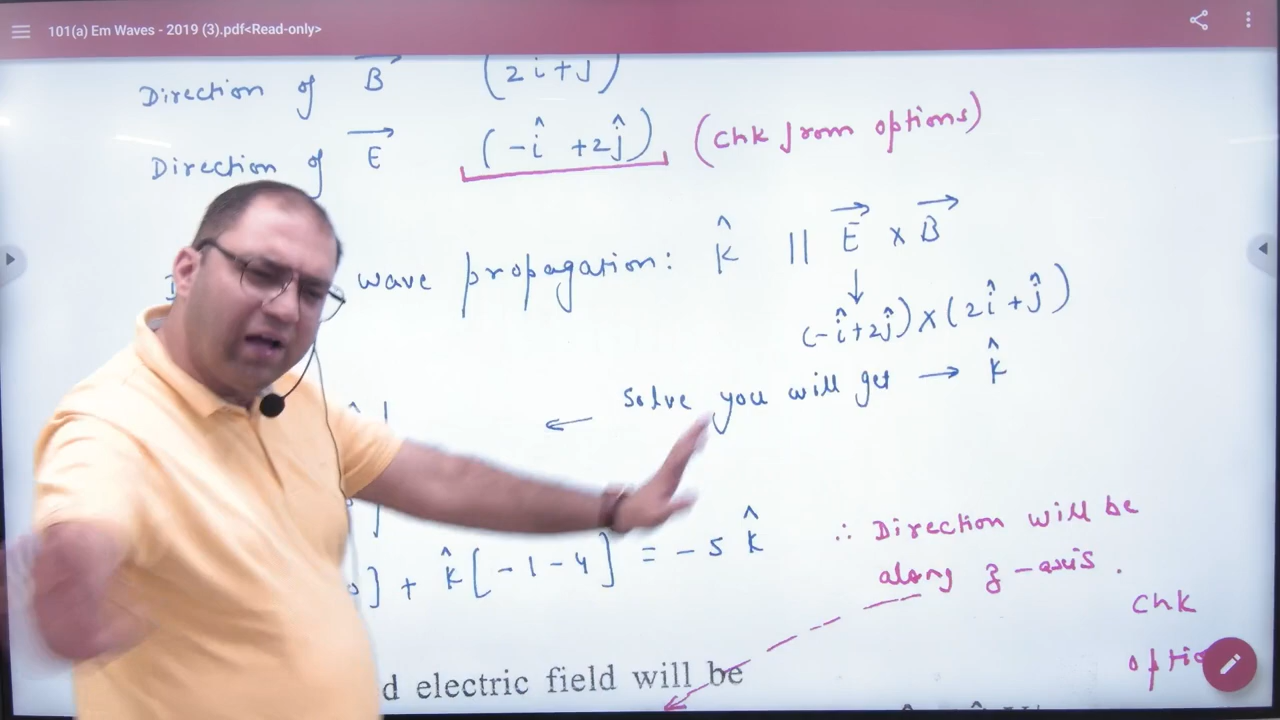 101(a) Em Waves - 2019 (3).pdf<Read-only>
Direction of B (2i+j)
Direction of E (-î +2ĵ) (Chk from options)
wave propagation: k̂ || E × B
(-î+2ĵ)×(2î+ĵ)
← Solve you will get → k̂
] + k̂[-1-4] = -5 k̂
∴ Direction will be
along z-axis.
Chk
d electric field will be